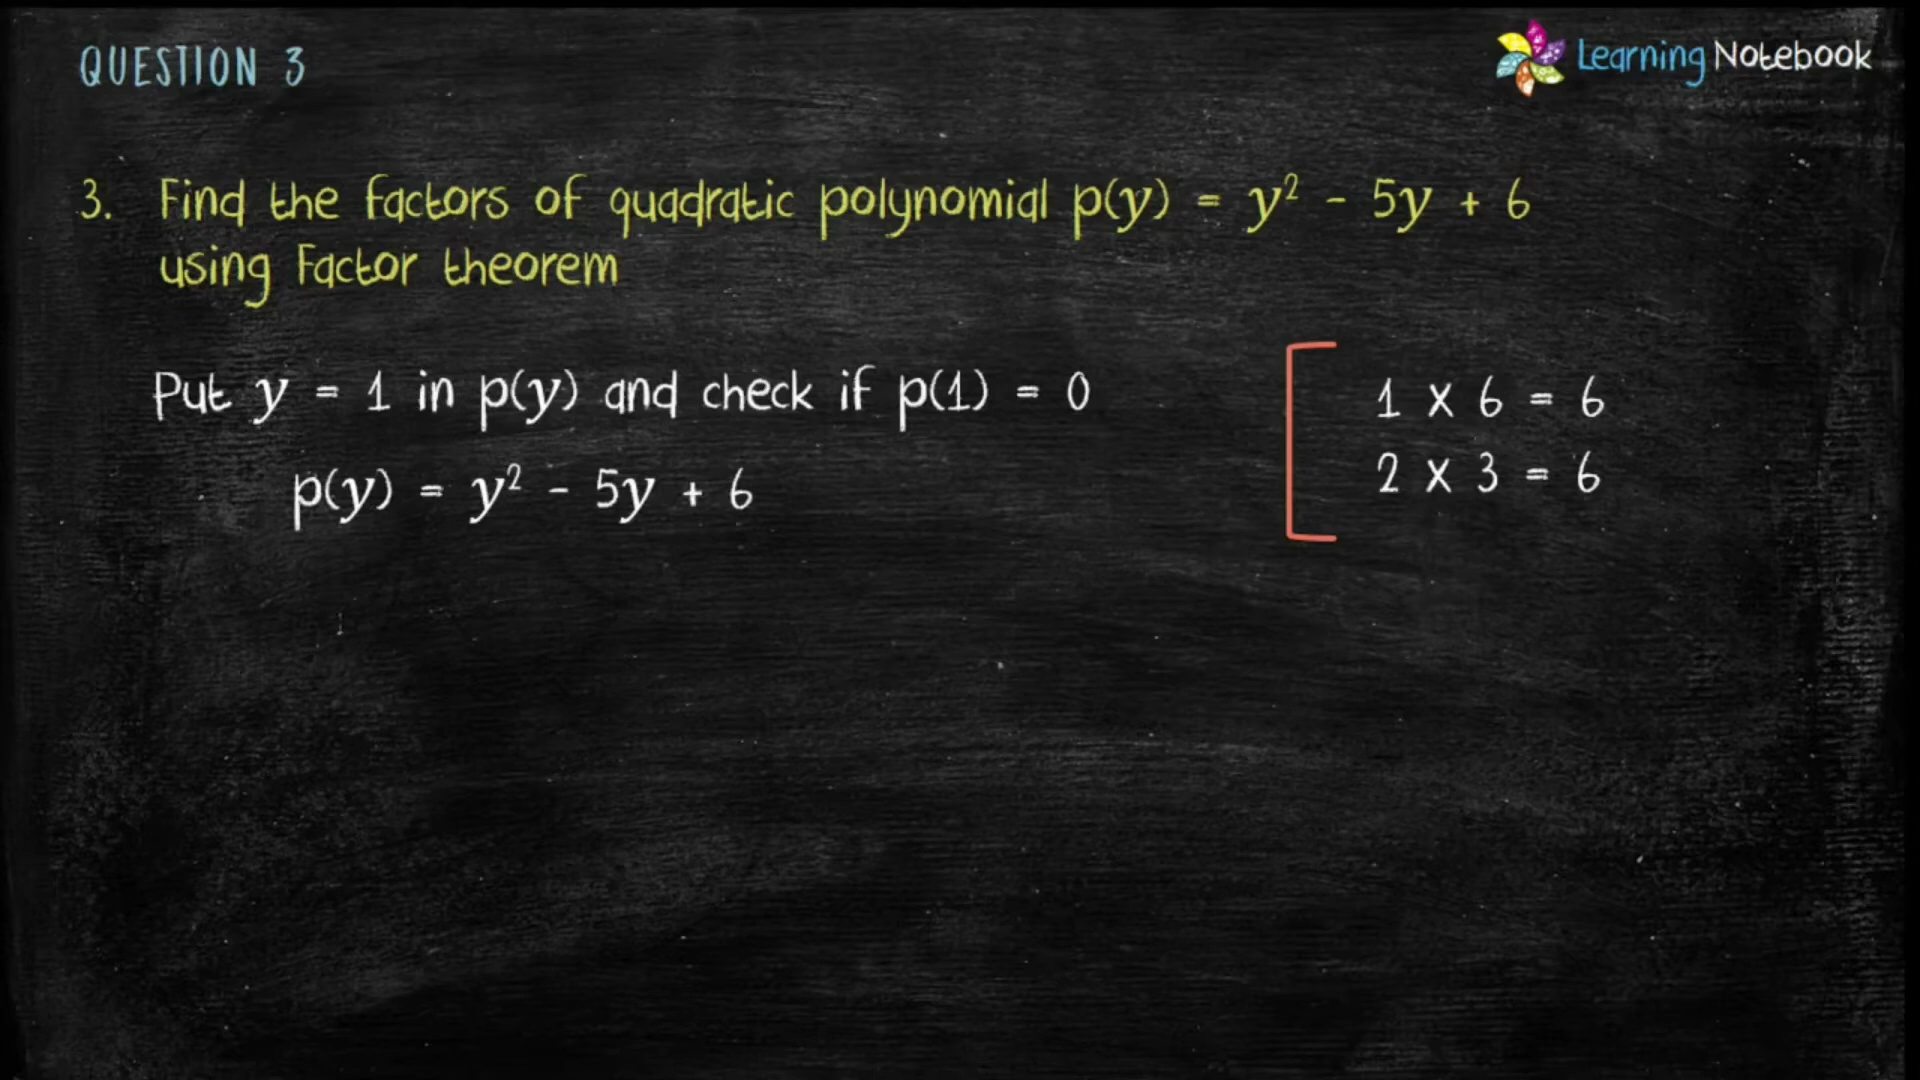 QUESTION 3
Learning Notebook
3. Find the factors of quadratic polynomial p(y) = y² - 5y + 6
using Factor theorem
Put y = 1 in p(y) and check if p(1) = 0
p(y) = y² - 5y + 6
1 x 6 = 6
2 x 3 = 6